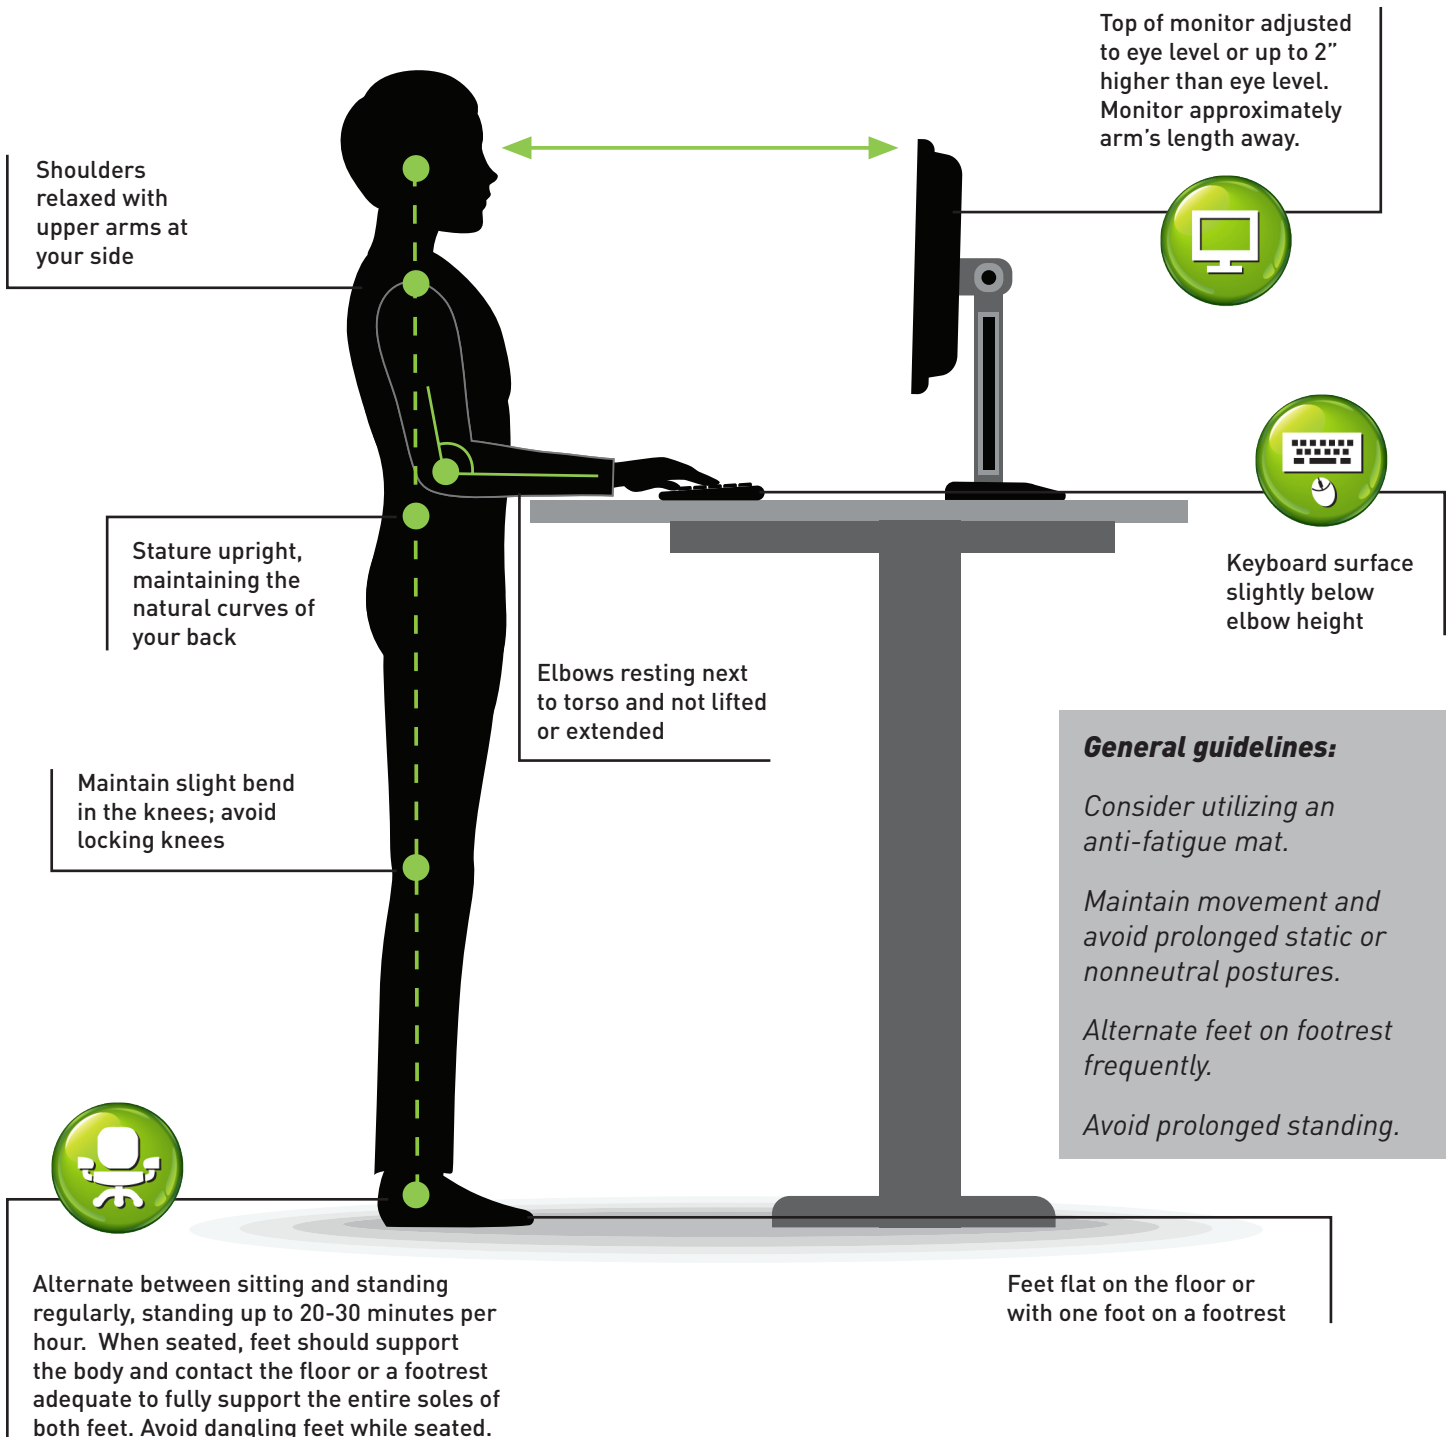 Top of monitor adjusted
to eye level or up to 2”
higher than eye level.
Monitor approximately
arm’s length away.
Shoulders
relaxed with
upper arms at
your side
Stature upright,
maintaining the
natural curves of
your back
Keyboard surface
slightly below
elbow height
Elbows resting next
to torso and not lifted
or extended
Maintain slight bend
in the knees; avoid
locking knees
General guidelines:
Consider utilizing an
anti-fatigue mat.
Maintain movement and
avoid prolonged static or
nonneutral postures.
Alternate feet on footrest
frequently.
Avoid prolonged standing.
Alternate between sitting and standing
regularly, standing up to 20-30 minutes per
hour.  When seated, feet should support
the body and contact the floor or a footrest
adequate to fully support the entire soles of
both feet. Avoid dangling feet while seated.
Feet flat on the floor or
with one foot on a footrest